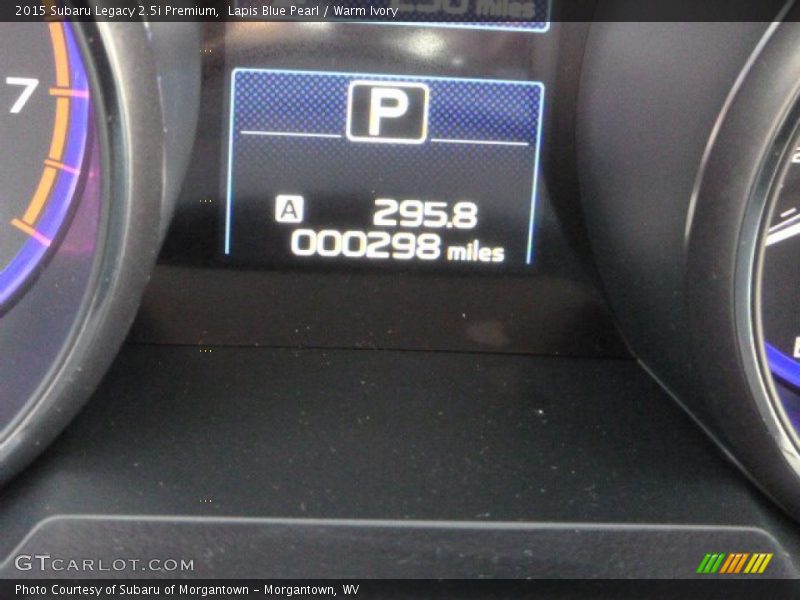 2015 Subaru Legacy 2.5i Premium, Lapis Blue Pearl / Warm Ivory
miles
7
P
A 295.8
000298 miles
GTCARLOT.COM
Photo Courtesy of Subaru of Morgantown - Morgantown, WV